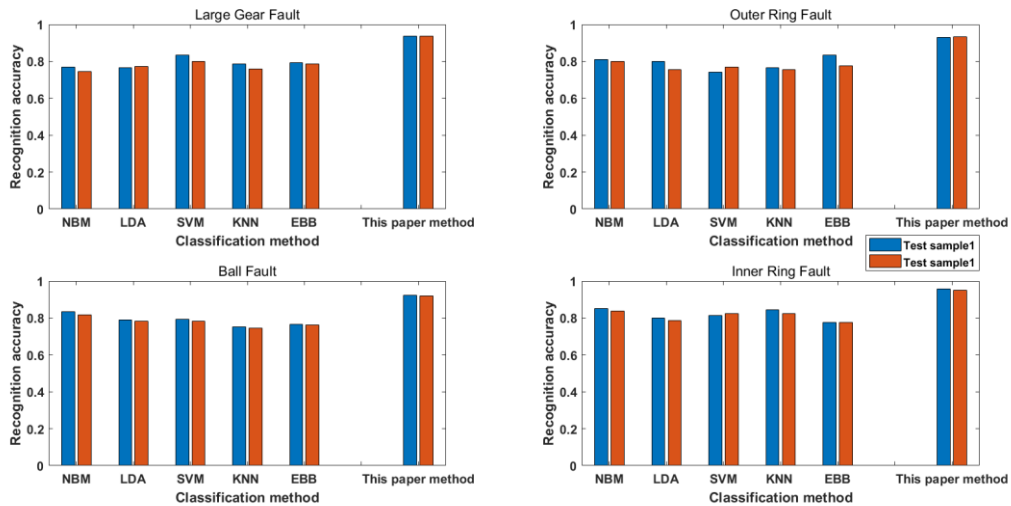 Large Gear Fault
Recognition accuracy
1
0.8
0.6
0.4
0.2
0
NBM LDA SVM KNN EBB This paper method
Classification method
Outer Ring Fault
Recognition accuracy
1
0.8
0.6
0.4
0.2
0
NBM LDA SVM KNN EBB This paper method
Classification method
Test sample1
Test sample1
Ball Fault
Recognition accuracy
1
0.8
0.6
0.4
0.2
0
NBM LDA SVM KNN EBB This paper method
Classification method
Inner Ring Fault
Recognition accuracy
1
0.8
0.6
0.4
0.2
0
NBM LDA SVM KNN EBB This paper method
Classification method